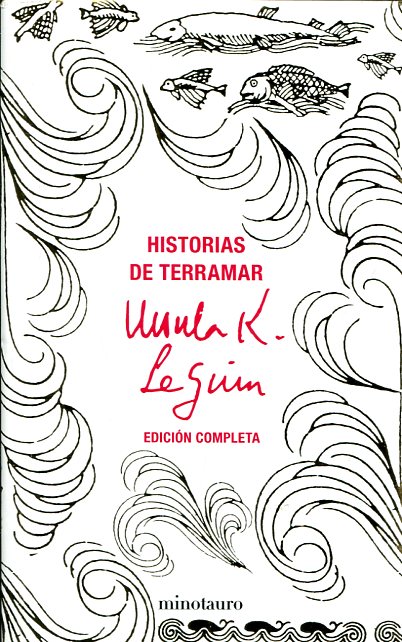 HISTORIAS
DE TERRAMAR
Ursula K.
Le Guin
EDICIÓN COMPLETA
minotauro